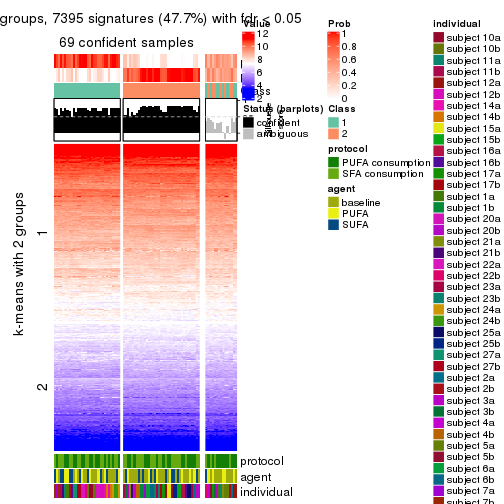 groups, 7395 signatures (47.7%) with fdr < 0.05
69 confident samples
k-means with 2 groups
1
2
protocol
agent
individual
Value
12
10
8
6
4
2
Status (barplots)
confident
ambiguous
Prob
1
0.8
0.6
0.4
0.2
0
Class
1
2
protocol
PUFA consumption
SFA consumption
agent
baseline
PUFA
SUFA
individual
subject 10a
subject 10b
subject 11a
subject 11b
subject 12a
subject 12b
subject 14a
subject 14b
subject 15a
subject 15b
subject 16a
subject 16b
subject 17a
subject 17b
subject 1a
subject 1b
subject 20a
subject 20b
subject 21a
subject 21b
subject 22a
subject 22b
subject 23a
subject 23b
subject 24a
subject 24b
subject 25a
subject 25b
subject 27a
subject 27b
subject 2a
subject 2b
subject 3a
subject 3b
subject 4a
subject 4b
subject 5a
subject 5b
subject 6a
subject 6b
subject 7a
subject 7b